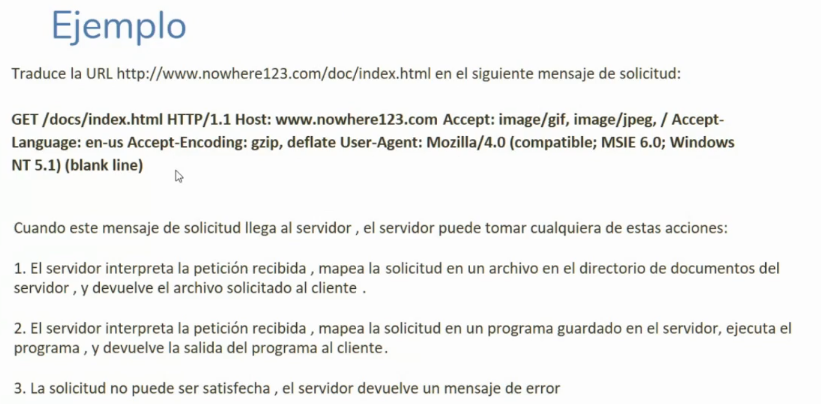 Ejemplo
Traduce la URL http://www.nowhere123.com/doc/index.html en el siguiente mensaje de solicitud:
GET /docs/index.html HTTP/1.1 Host: www.nowhere123.com Accept: image/gif, image/jpeg, / Accept-
Language: en-us Accept-Encoding: gzip, deflate User-Agent: Mozilla/4.0 (compatible; MSIE 6.0; Windows
NT 5.1) (blank line)
Cuando este mensaje de solicitud llega al servidor , el servidor puede tomar cualquiera de estas acciones:
1. El servidor interpreta la petición recibida , mapea la solicitud en un archivo en el directorio de documentos del
servidor , y devuelve el archivo solicitado al cliente .
2. El servidor interpreta la petición recibida , mapea la solicitud en un programa guardado en el servidor, ejecuta el
programa , y devuelve la salida del programa al cliente.
3. La solicitud no puede ser satisfecha , el servidor devuelve un mensaje de error